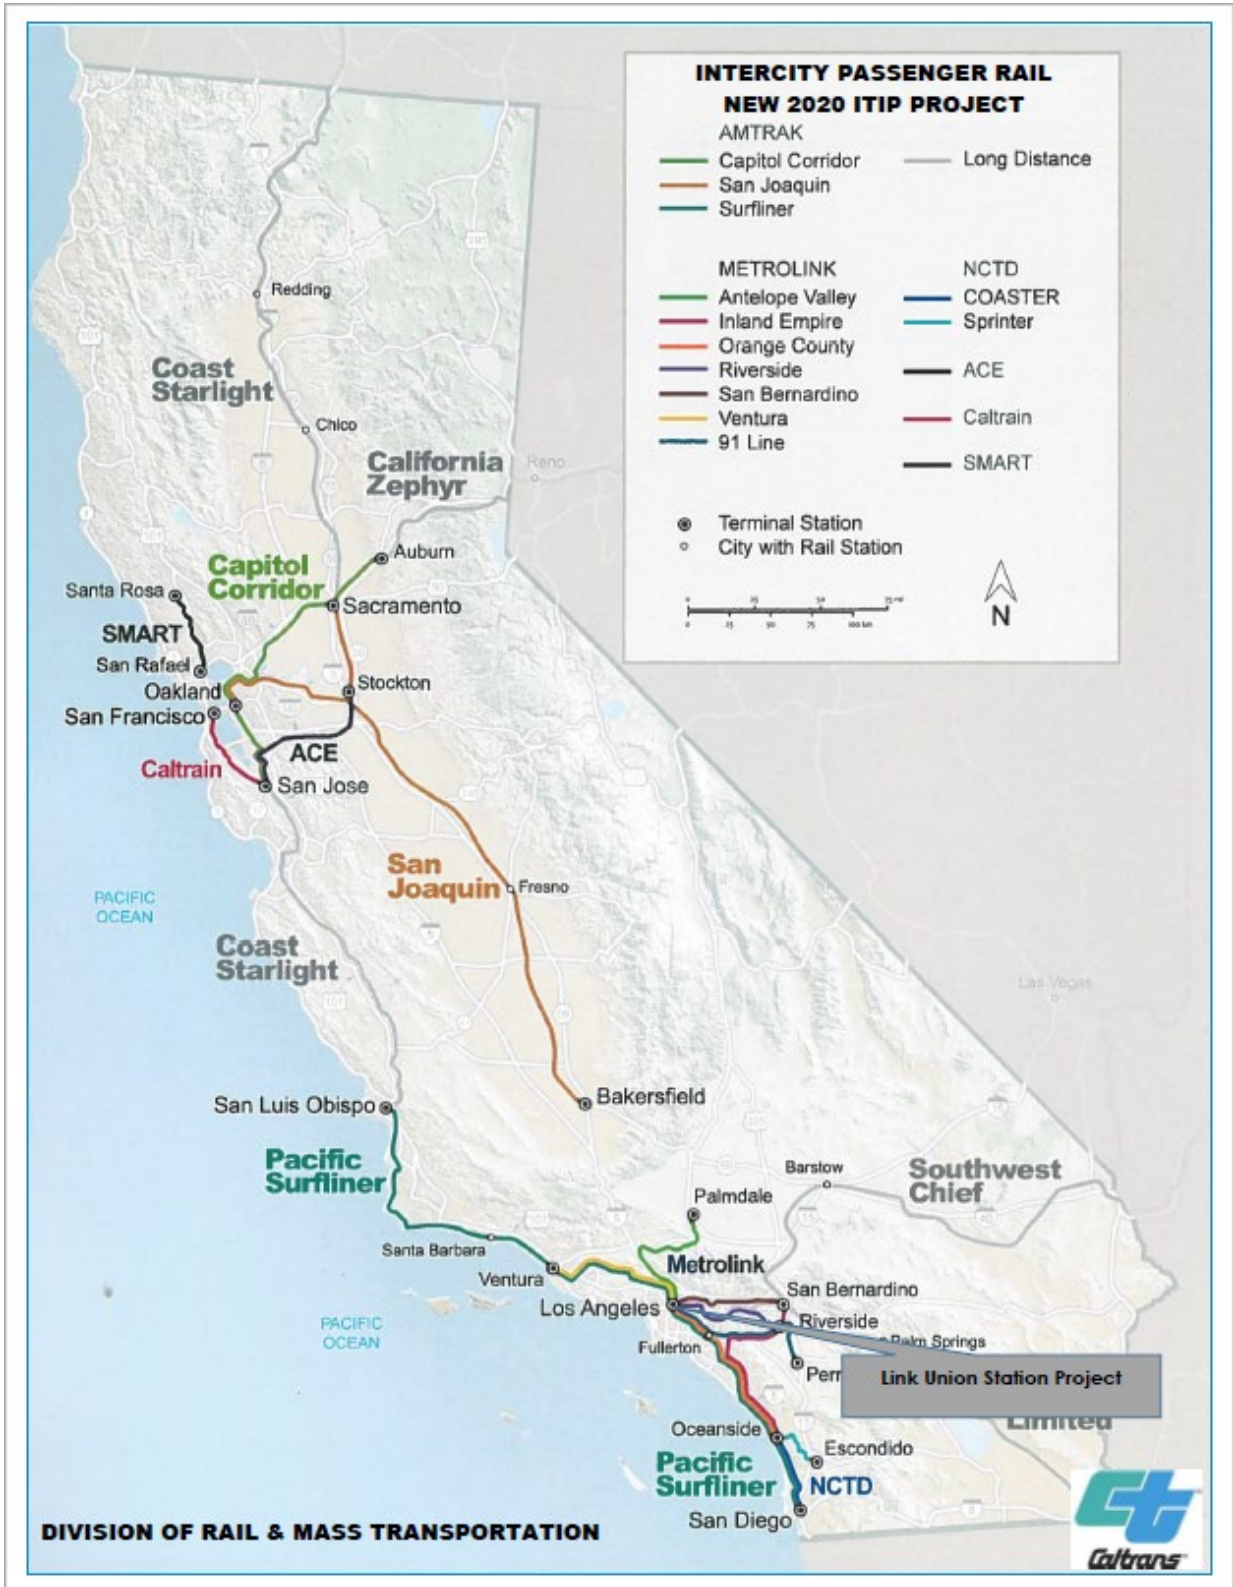 INTERCITY PASSENGER RAIL
NEW 2020 ITIP PROJECT
AMTRAK
Capitol Corridor
Long Distance
San Joaquin
Surfliner
METROLINK
NCTD
Antelope Valley
COASTER
Inland Empire
Sprinter
Orange County
Riverside
ACE
San Bernardino
Ventura
Caltrain
91 Line
SMART
Terminal Station
City with Rail Station
N
Redding
Coast
Starlight
Chico
California
Zephyr
Reno
Auburn
Capitol
Corridor
Santa Rosa
Sacramento
SMART
San Rafael
Oakland
Stockton
San Francisco
ACE
Caltrain
San Jose
San
Joaquin
Fresno
PACIFIC
OCEAN
Coast
Starlight
Las Vegas
Bakersfield
San Luis Obispo
Pacific
Surfliner
Barstow
Southwest
Chief
Palmdale
Santa Barbara
Metrolink
Ventura
San Bernardino
Los Angeles
Riverside
PACIFIC
OCEAN
Fullerton
Palm Springs
Perr
Link Union Station Project
Limited
Oceanside
Escondido
Pacific
Surfliner
NCTD
San Diego
DIVISION OF RAIL & MASS TRANSPORTATION
ct
Caltrans